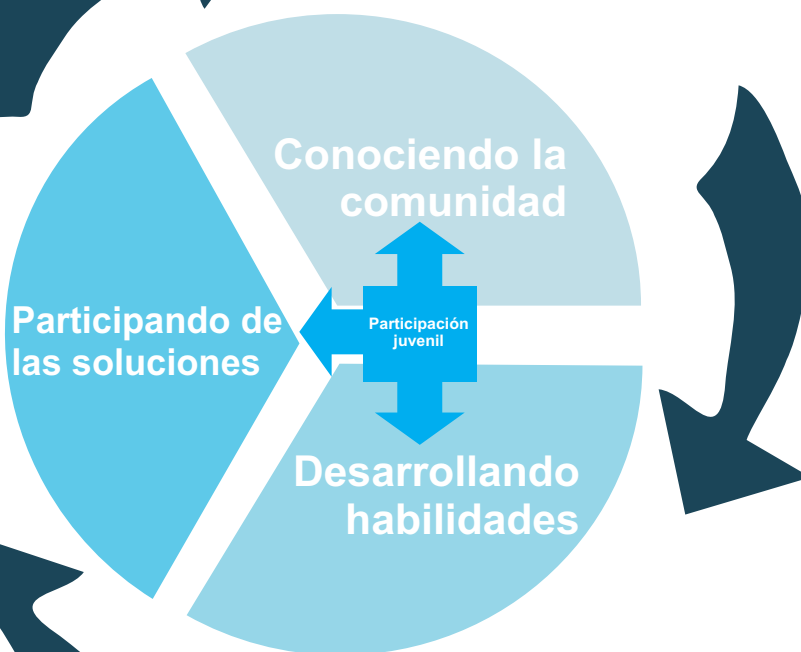 Conociendo la
comunidad
Participando de
las soluciones
Participación
juvenil
Desarrollando
habilidades